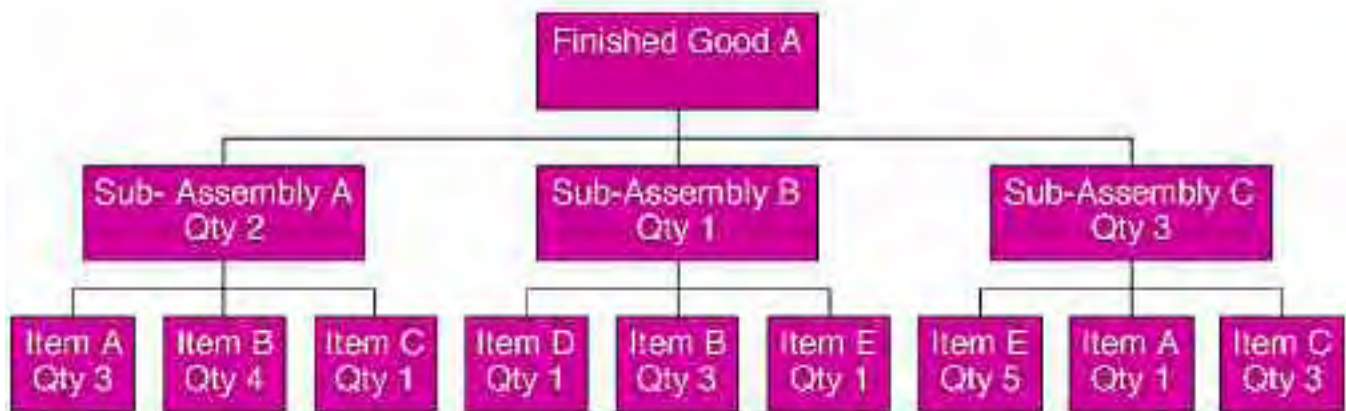 Finished Good A
Sub- Assembly A
Qty 2
Sub-Assembly B
Qty 1
Sub-Assembly C
Qty 3
Item A
Qty 3
Item B
Qty 4
Item C
Qty 1
Item D
Qty 1
Item B
Qty 3
Item E
Qty 1
Item E
Qty 5
Item A
Qty 1
Item C
Qty 3